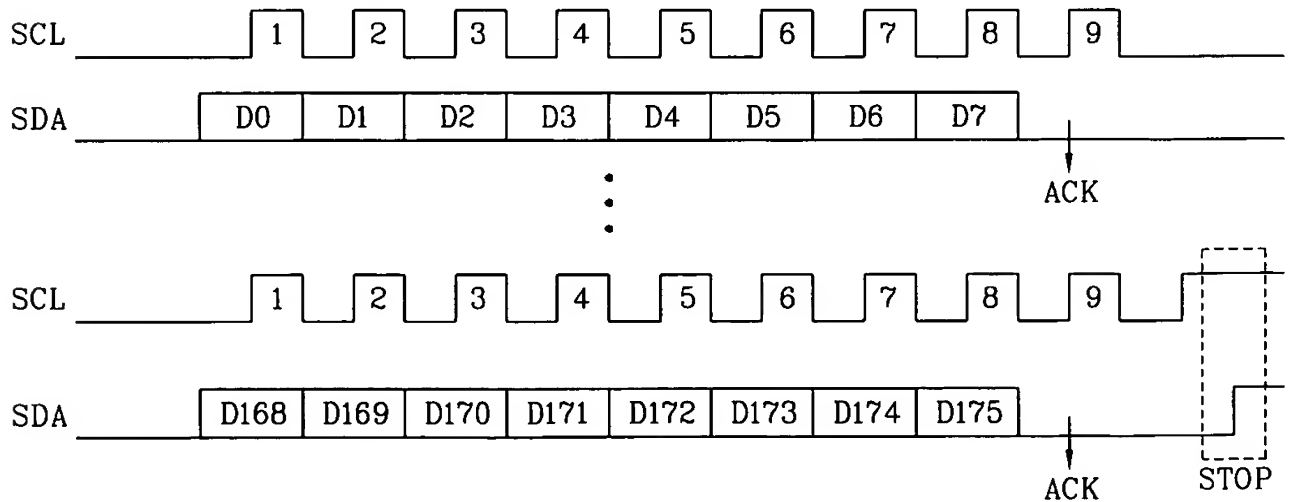 SCL 1 2 3 4 5 6 7 8 9
SDA D0 D1 D2 D3 D4 D5 D6 D7
ACK
SCL 1 2 3 4 5 6 7 8 9
SDA D168 D169 D170 D171 D172 D173 D174 D175
ACK STOP